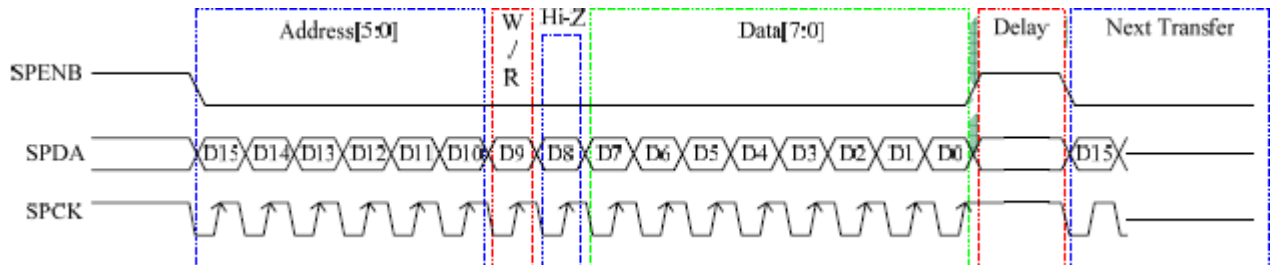 Address[5:0]
W
/
R
Hi-Z
Data[7:0]
Delay
Next Transfer
SPENB
SPDA
D15 D14 D13 D12 D11 D10 D9 D8 D7 D6 D5 D4 D3 D2 D1 D0 D15
SPCK